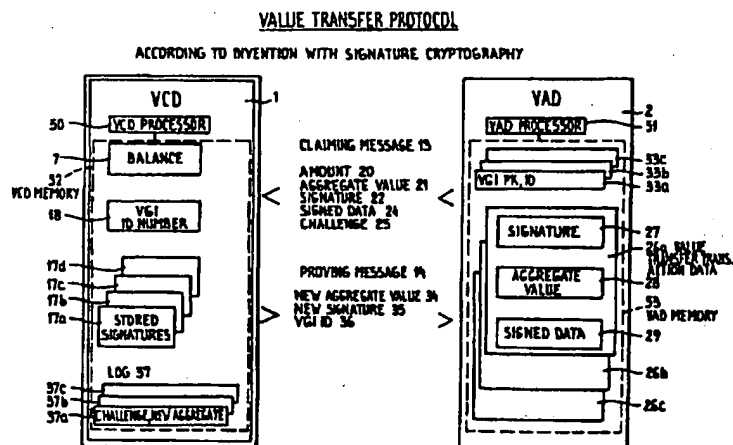 VALUE TRANSFER PROTOCOL
ACCORDING TO INVENTION WITH SIGNATURE CRYPTOGRAPHY
VCD
1
50
VCD PROCESSOR
7
BALANCE
52
VCD MEMORY
18
VGI
ID NUMBER
17d
17c
17b
17a
STORED
SIGNATURES
LOG 37
37c
37b
37a
CHALLENGE, NEW AGGREGATE
CLAIMING MESSAGE 13
AMOUNT 20
AGGREGATE VALUE 21
SIGNATURE 22
SIGNED DATA 24
CHALLENGE 25
<
<
PROVING MESSAGE 14
NEW AGGREGATE VALUE 34
NEW SIGNATURE 35
VGI ID 36
>
>
VAD
2
VAD PROCESSOR
51
33c
33b
33a
VGI PK, ID
SIGNATURE
27
26a VALUE
TRANSFER TRANS.
ACTION DATA
AGGREGATE
VALUE
28
53
VAD MEMORY
SIGNED DATA
29
26b
26c